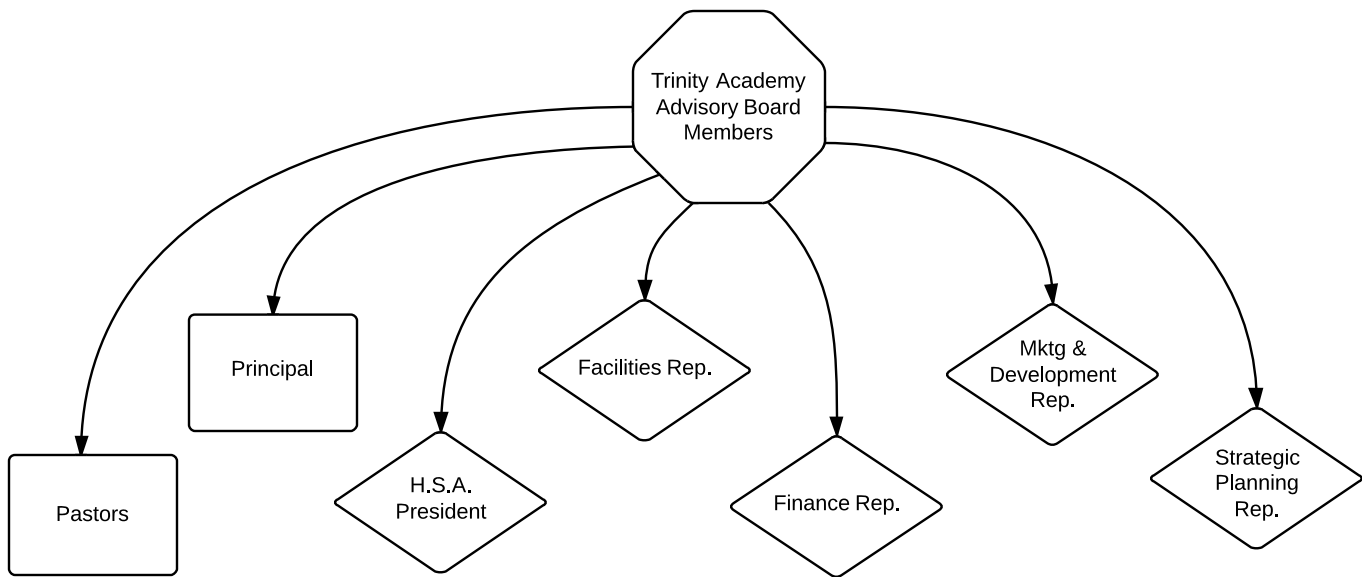 Trinity Academy
Advisory Board
Members
Principal
Facilities Rep.
Mktg &
Development
Rep.
Pastors
H.S.A.
President
Finance Rep.
Strategic
Planning
Rep.